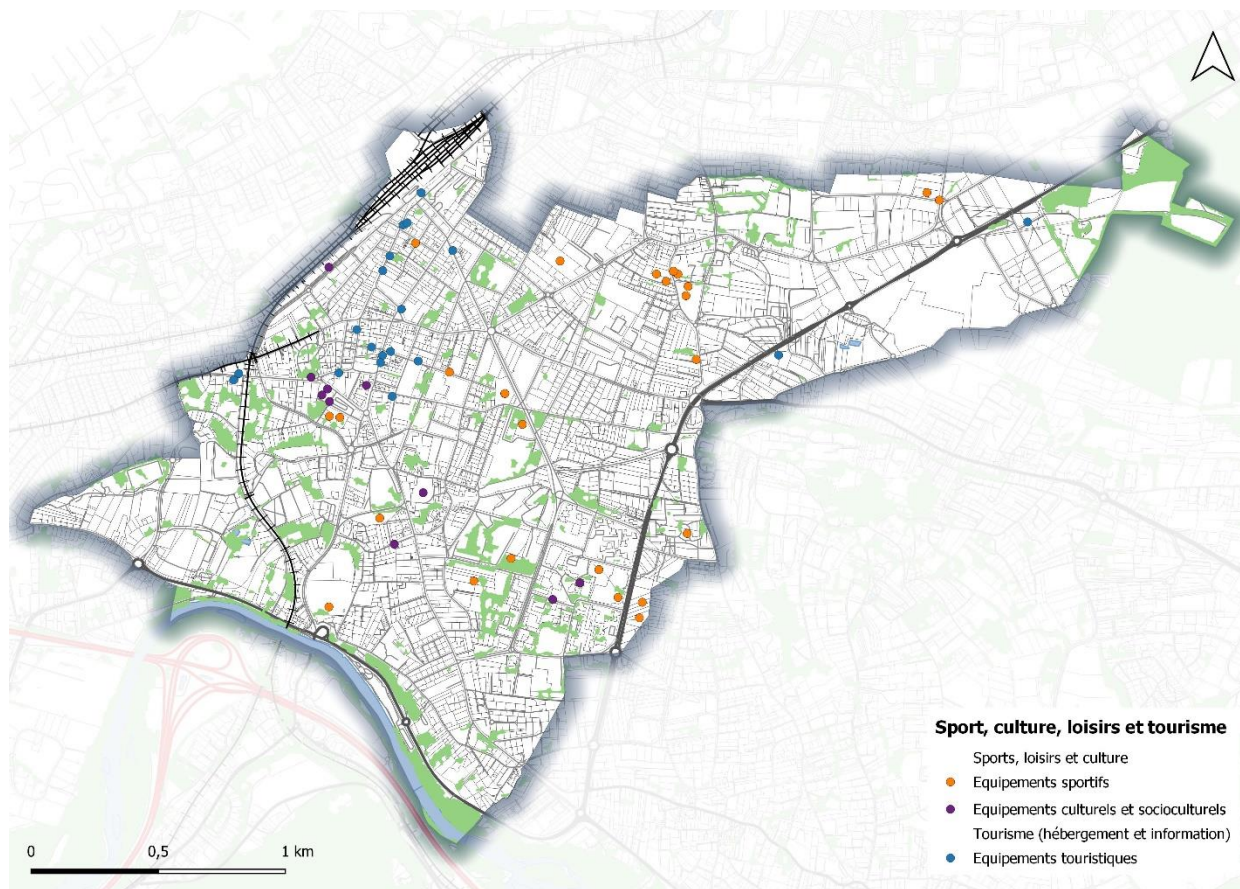 Sport, culture, loisirs et tourisme
Sports, loisirs et culture
Equipements sportifs
Equipements culturels et socioculturels
Tourisme (hébergement et information)
Equipements touristiques
0 0,5 1 km